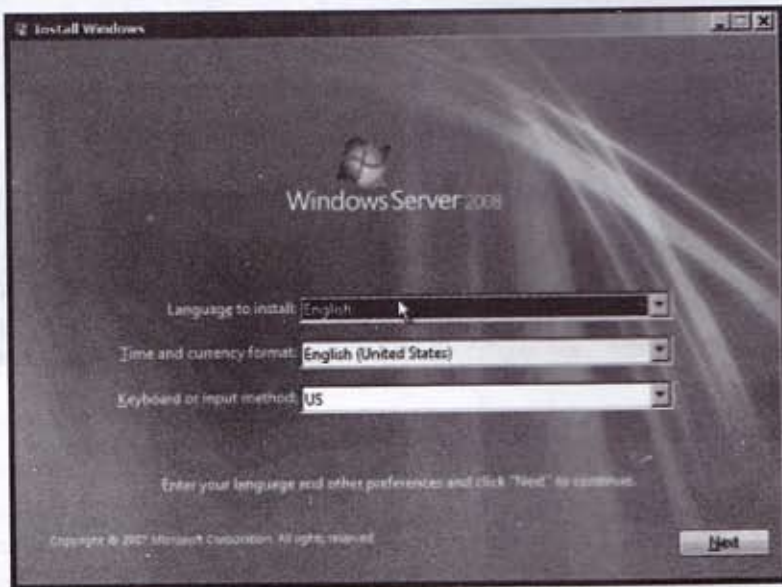 Install Windows
Windows Server 2008
Language to install: English
Time and currency format: English (United States)
Keyboard or input method: US
Enter your language and other preferences and click "Next" to continue.
Copyright © 2007 Microsoft Corporation. All rights reserved.
Next